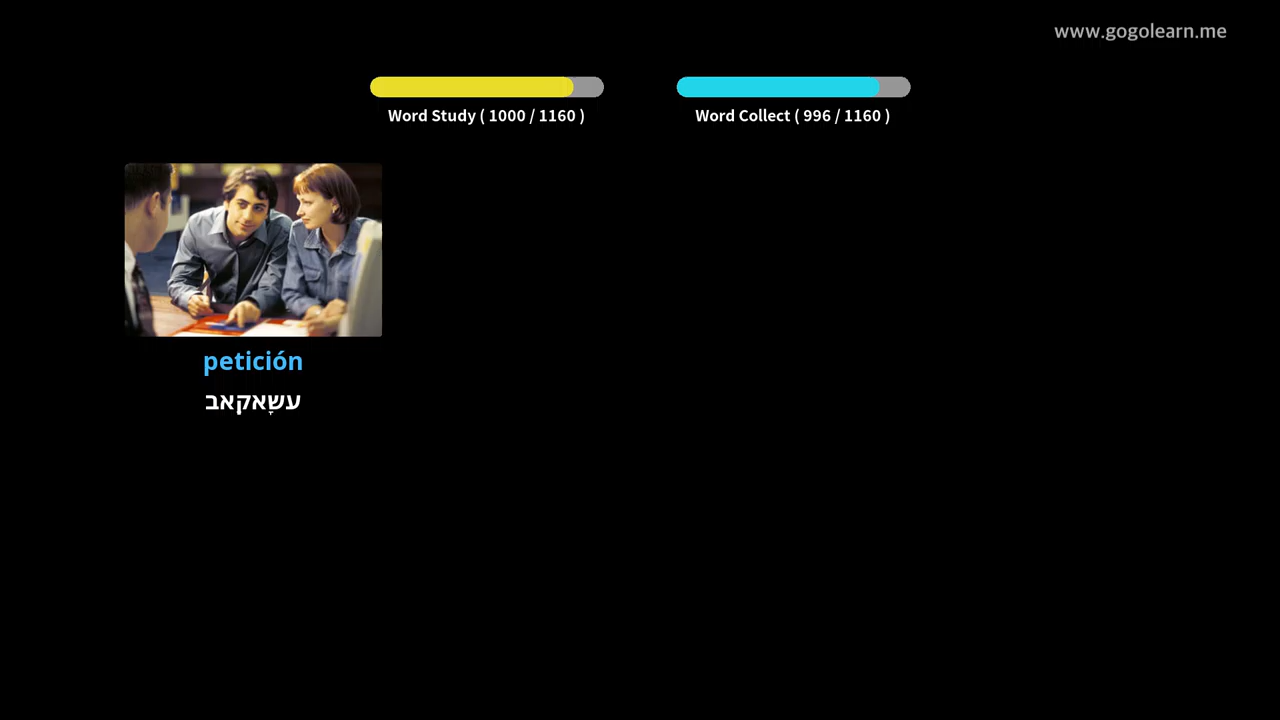 www.gogolearn.me
Word Study ( 1000 / 1160 )
Word Collect ( 996 / 1160 )
petición
עשָאקאב